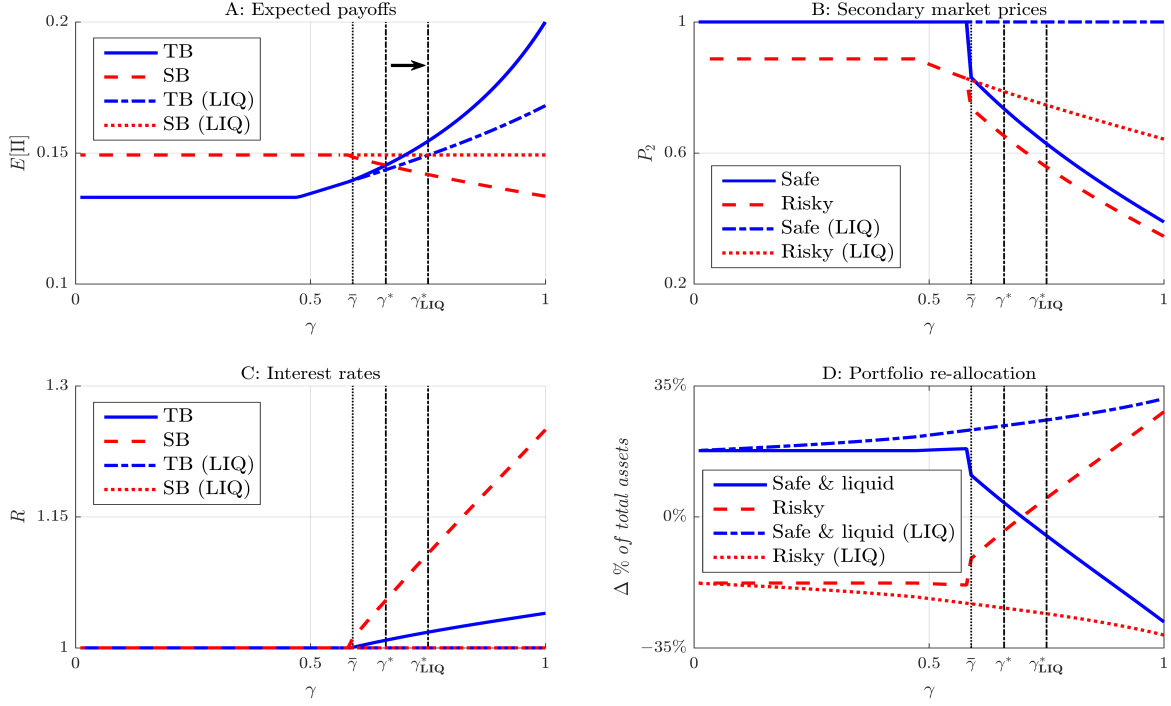 A: Expected payoffs
0.2
0.15
0.1
E[Π]
TB
SB
TB (LIQ)
SB (LIQ)
0
0.5
γ̄
γ*
γ*LIQ
1
γ
B: Secondary market prices
1
0.6
0.2
P₂
Safe
Risky
Safe (LIQ)
Risky (LIQ)
0
0.5
γ̄
γ*
γ*LIQ
1
γ
C: Interest rates
1.3
1.15
1
R
TB
SB
TB (LIQ)
SB (LIQ)
0
0.5
γ̄
γ*
γ*LIQ
1
γ
D: Portfolio re-allocation
35%
0%
−35%
Δ % of total assets
Safe & liquid
Risky
Safe & liquid (LIQ)
Risky (LIQ)
0
0.5
γ̄
γ*
γ*LIQ
1
γ